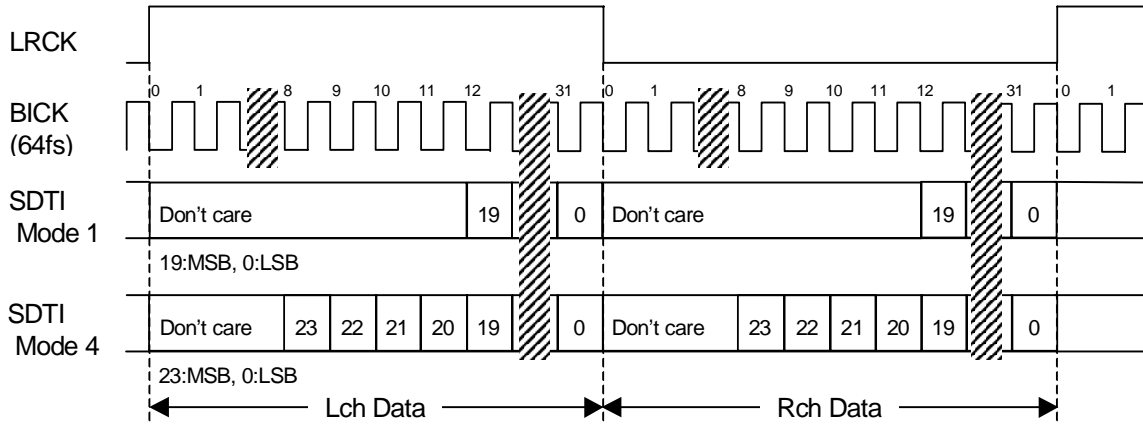 LRCK
0 1 8 9 10 11 12 31 0 1 8 9 10 11 12 31 0 1
BICK
(64fs)
SDTI
Mode 1
Don't care 19 0 Don't care 19 0
19:MSB, 0:LSB
SDTI
Mode 4
Don't care 23 22 21 20 19 0 Don't care 23 22 21 20 19 0
23:MSB, 0:LSB
Lch Data Rch Data